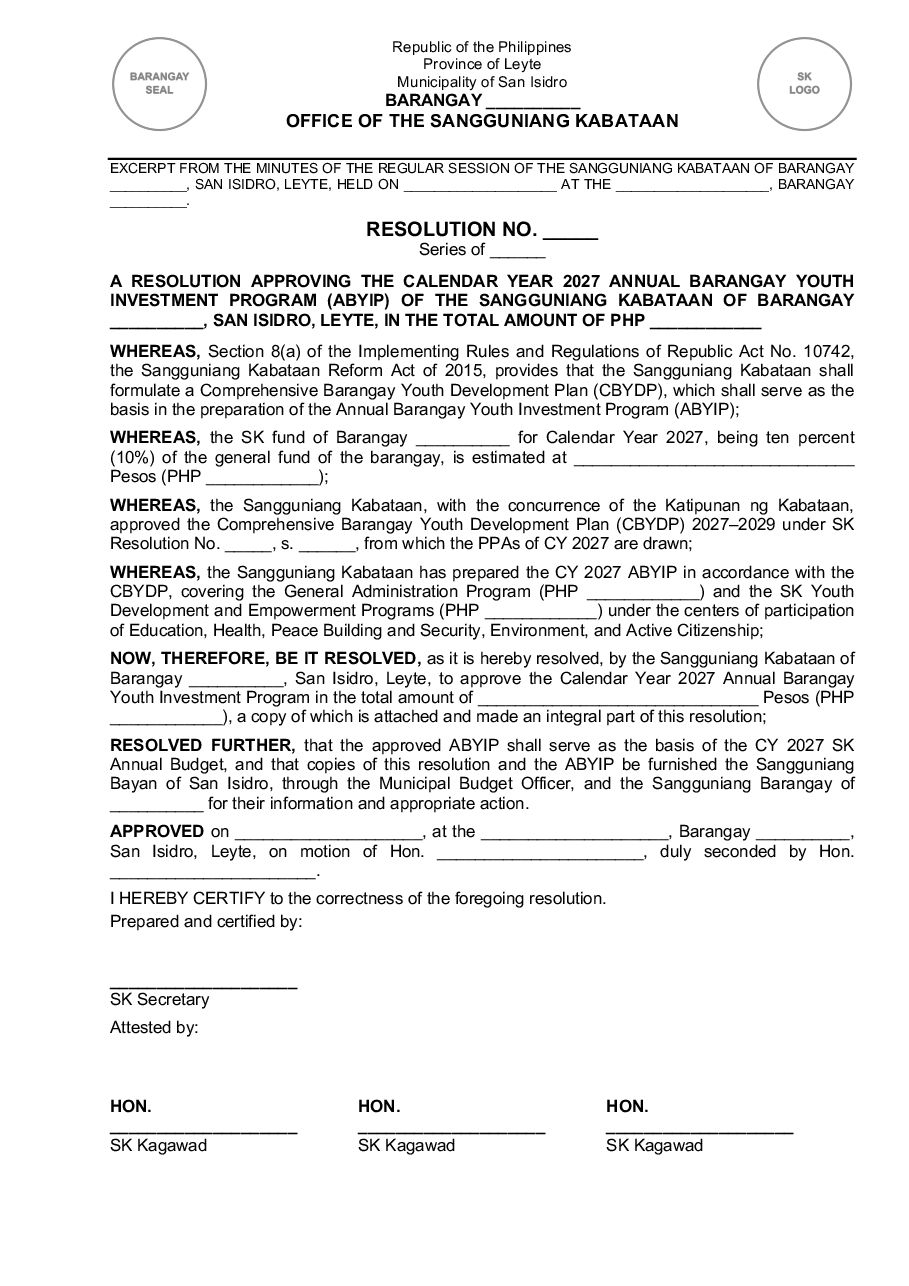 BARANGAY
SEAL
Republic of the Philippines
Province of Leyte
Municipality of San Isidro
BARANGAY __________
OFFICE OF THE SANGGUNIANG KABATAAN
SK
LOGO
EXCERPT FROM THE MINUTES OF THE REGULAR SESSION OF THE SANGGUNIANG KABATAAN OF BARANGAY
__________, SAN ISIDRO, LEYTE, HELD ON ____________________ AT THE ____________________, BARANGAY
__________.
RESOLUTION NO. _____
Series of ______
A RESOLUTION APPROVING THE CALENDAR YEAR 2027 ANNUAL BARANGAY YOUTH
INVESTMENT PROGRAM (ABYIP) OF THE SANGGUNIANG KABATAAN OF BARANGAY
__________, SAN ISIDRO, LEYTE, IN THE TOTAL AMOUNT OF PHP ____________
WHEREAS, Section 8(a) of the Implementing Rules and Regulations of Republic Act No. 10742,
the Sangguniang Kabataan Reform Act of 2015, provides that the Sangguniang Kabataan shall
formulate a Comprehensive Barangay Youth Development Plan (CBYDP), which shall serve as the
basis in the preparation of the Annual Barangay Youth Investment Program (ABYIP);
WHEREAS, the SK fund of Barangay __________ for Calendar Year 2027, being ten percent
(10%) of the general fund of the barangay, is estimated at ______________________________
Pesos (PHP ____________);
WHEREAS, the Sangguniang Kabataan, with the concurrence of the Katipunan ng Kabataan,
approved the Comprehensive Barangay Youth Development Plan (CBYDP) 2027–2029 under SK
Resolution No. _____, s. ______, from which the PPAs of CY 2027 are drawn;
WHEREAS, the Sangguniang Kabataan has prepared the CY 2027 ABYIP in accordance with the
CBYDP, covering the General Administration Program (PHP ____________) and the SK Youth
Development and Empowerment Programs (PHP ____________) under the centers of participation
of Education, Health, Peace Building and Security, Environment, and Active Citizenship;
NOW, THEREFORE, BE IT RESOLVED, as it is hereby resolved, by the Sangguniang Kabataan of
Barangay __________, San Isidro, Leyte, to approve the Calendar Year 2027 Annual Barangay
Youth Investment Program in the total amount of ______________________________ Pesos (PHP
____________), a copy of which is attached and made an integral part of this resolution;
RESOLVED FURTHER, that the approved ABYIP shall serve as the basis of the CY 2027 SK
Annual Budget, and that copies of this resolution and the ABYIP be furnished the Sangguniang
Bayan of San Isidro, through the Municipal Budget Officer, and the Sangguniang Barangay of
__________ for their information and appropriate action.
APPROVED on ____________________, at the ____________________, Barangay __________,
San Isidro, Leyte, on motion of Hon. ______________________, duly seconded by Hon.
______________________.
I HEREBY CERTIFY to the correctness of the foregoing resolution.
Prepared and certified by:
____________________
SK Secretary
Attested by:
HON. HON. HON.
____________________ ____________________ ____________________
SK Kagawad SK Kagawad SK Kagawad